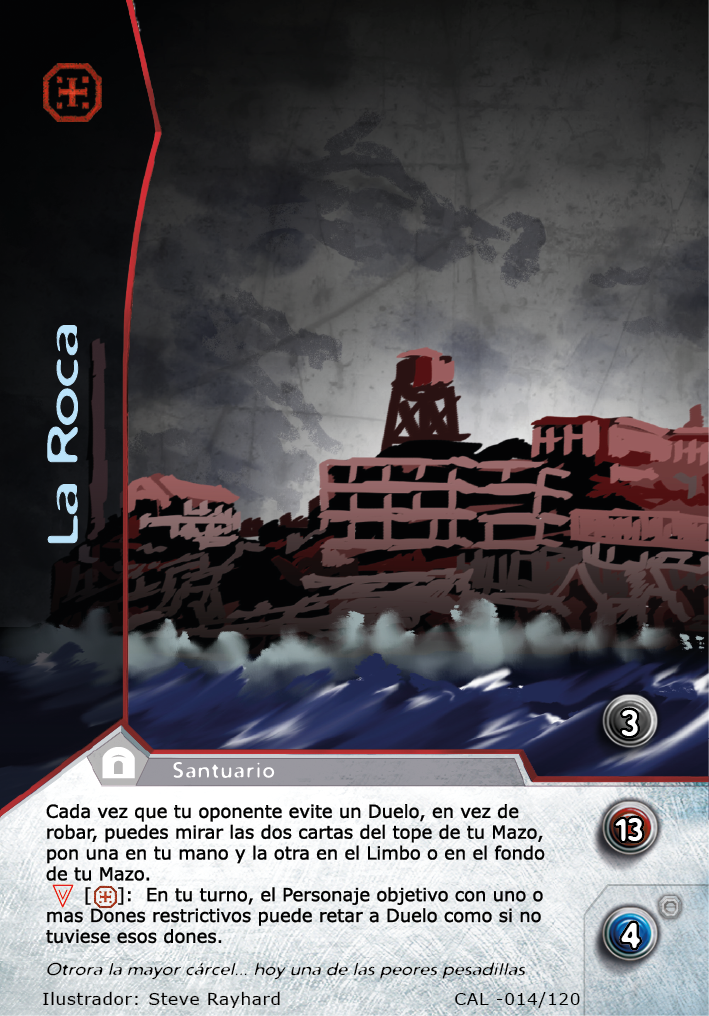 La Roca
3
Santuario
Cada vez que tu oponente evite un Duelo, en vez de
robar, puedes mirar las dos cartas del tope de tu Mazo,
pon una en tu mano y la otra en el Limbo o en el fondo
de tu Mazo.
[ ]: En tu turno, el Personaje objetivo con uno o
mas Dones restrictivos puede retar a Duelo como si no
tuviese esos dones.
13
4
Otrora la mayor cárcel... hoy una de las peores pesadillas
Ilustrador: Steve Rayhard
CAL -014/120